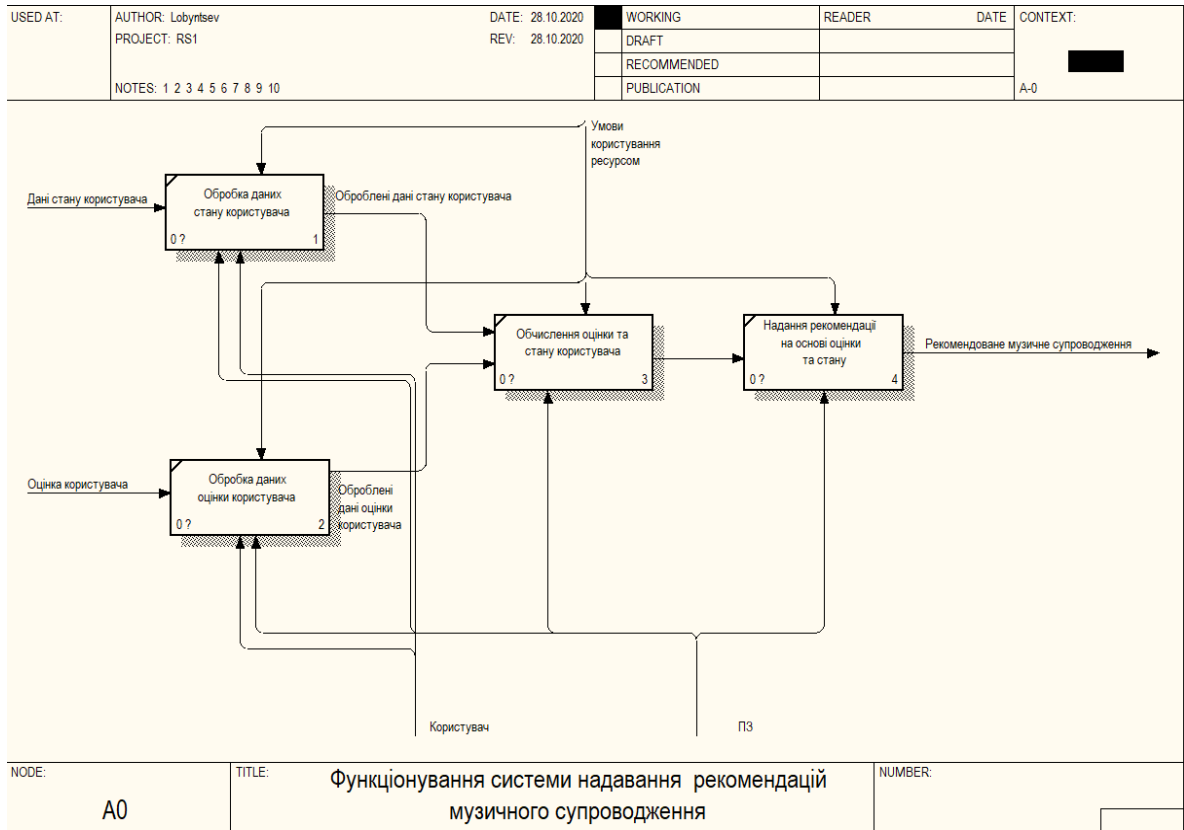 USED AT:
AUTHOR: Lobyntsev
DATE: 28.10.2020
WORKING
READER
DATE
CONTEXT:
PROJECT: RS1
REV: 28.10.2020
DRAFT
RECOMMENDED
NOTES: 1 2 3 4 5 6 7 8 9 10
PUBLICATION
A-0
Умови
користування
ресурсом
Дані стану користувача
Обробка даних
стану користувача
0 ?
1
Оброблені дані стану користувача
Обчислення оцінки та
стану користувача
0 ?
3
Надання рекомендації
на основі оцінки
та стану
0 ?
4
Рекомендоване музичне супроводження
Оцінка користувача
Обробка даних
оцінки користувача
0 ?
2
Оброблені
дані оцінки
користувача
Користувач
ПЗ
NODE:
A0
TITLE:
Функціонування системи надавання рекомендацій
музичного супроводження
NUMBER: